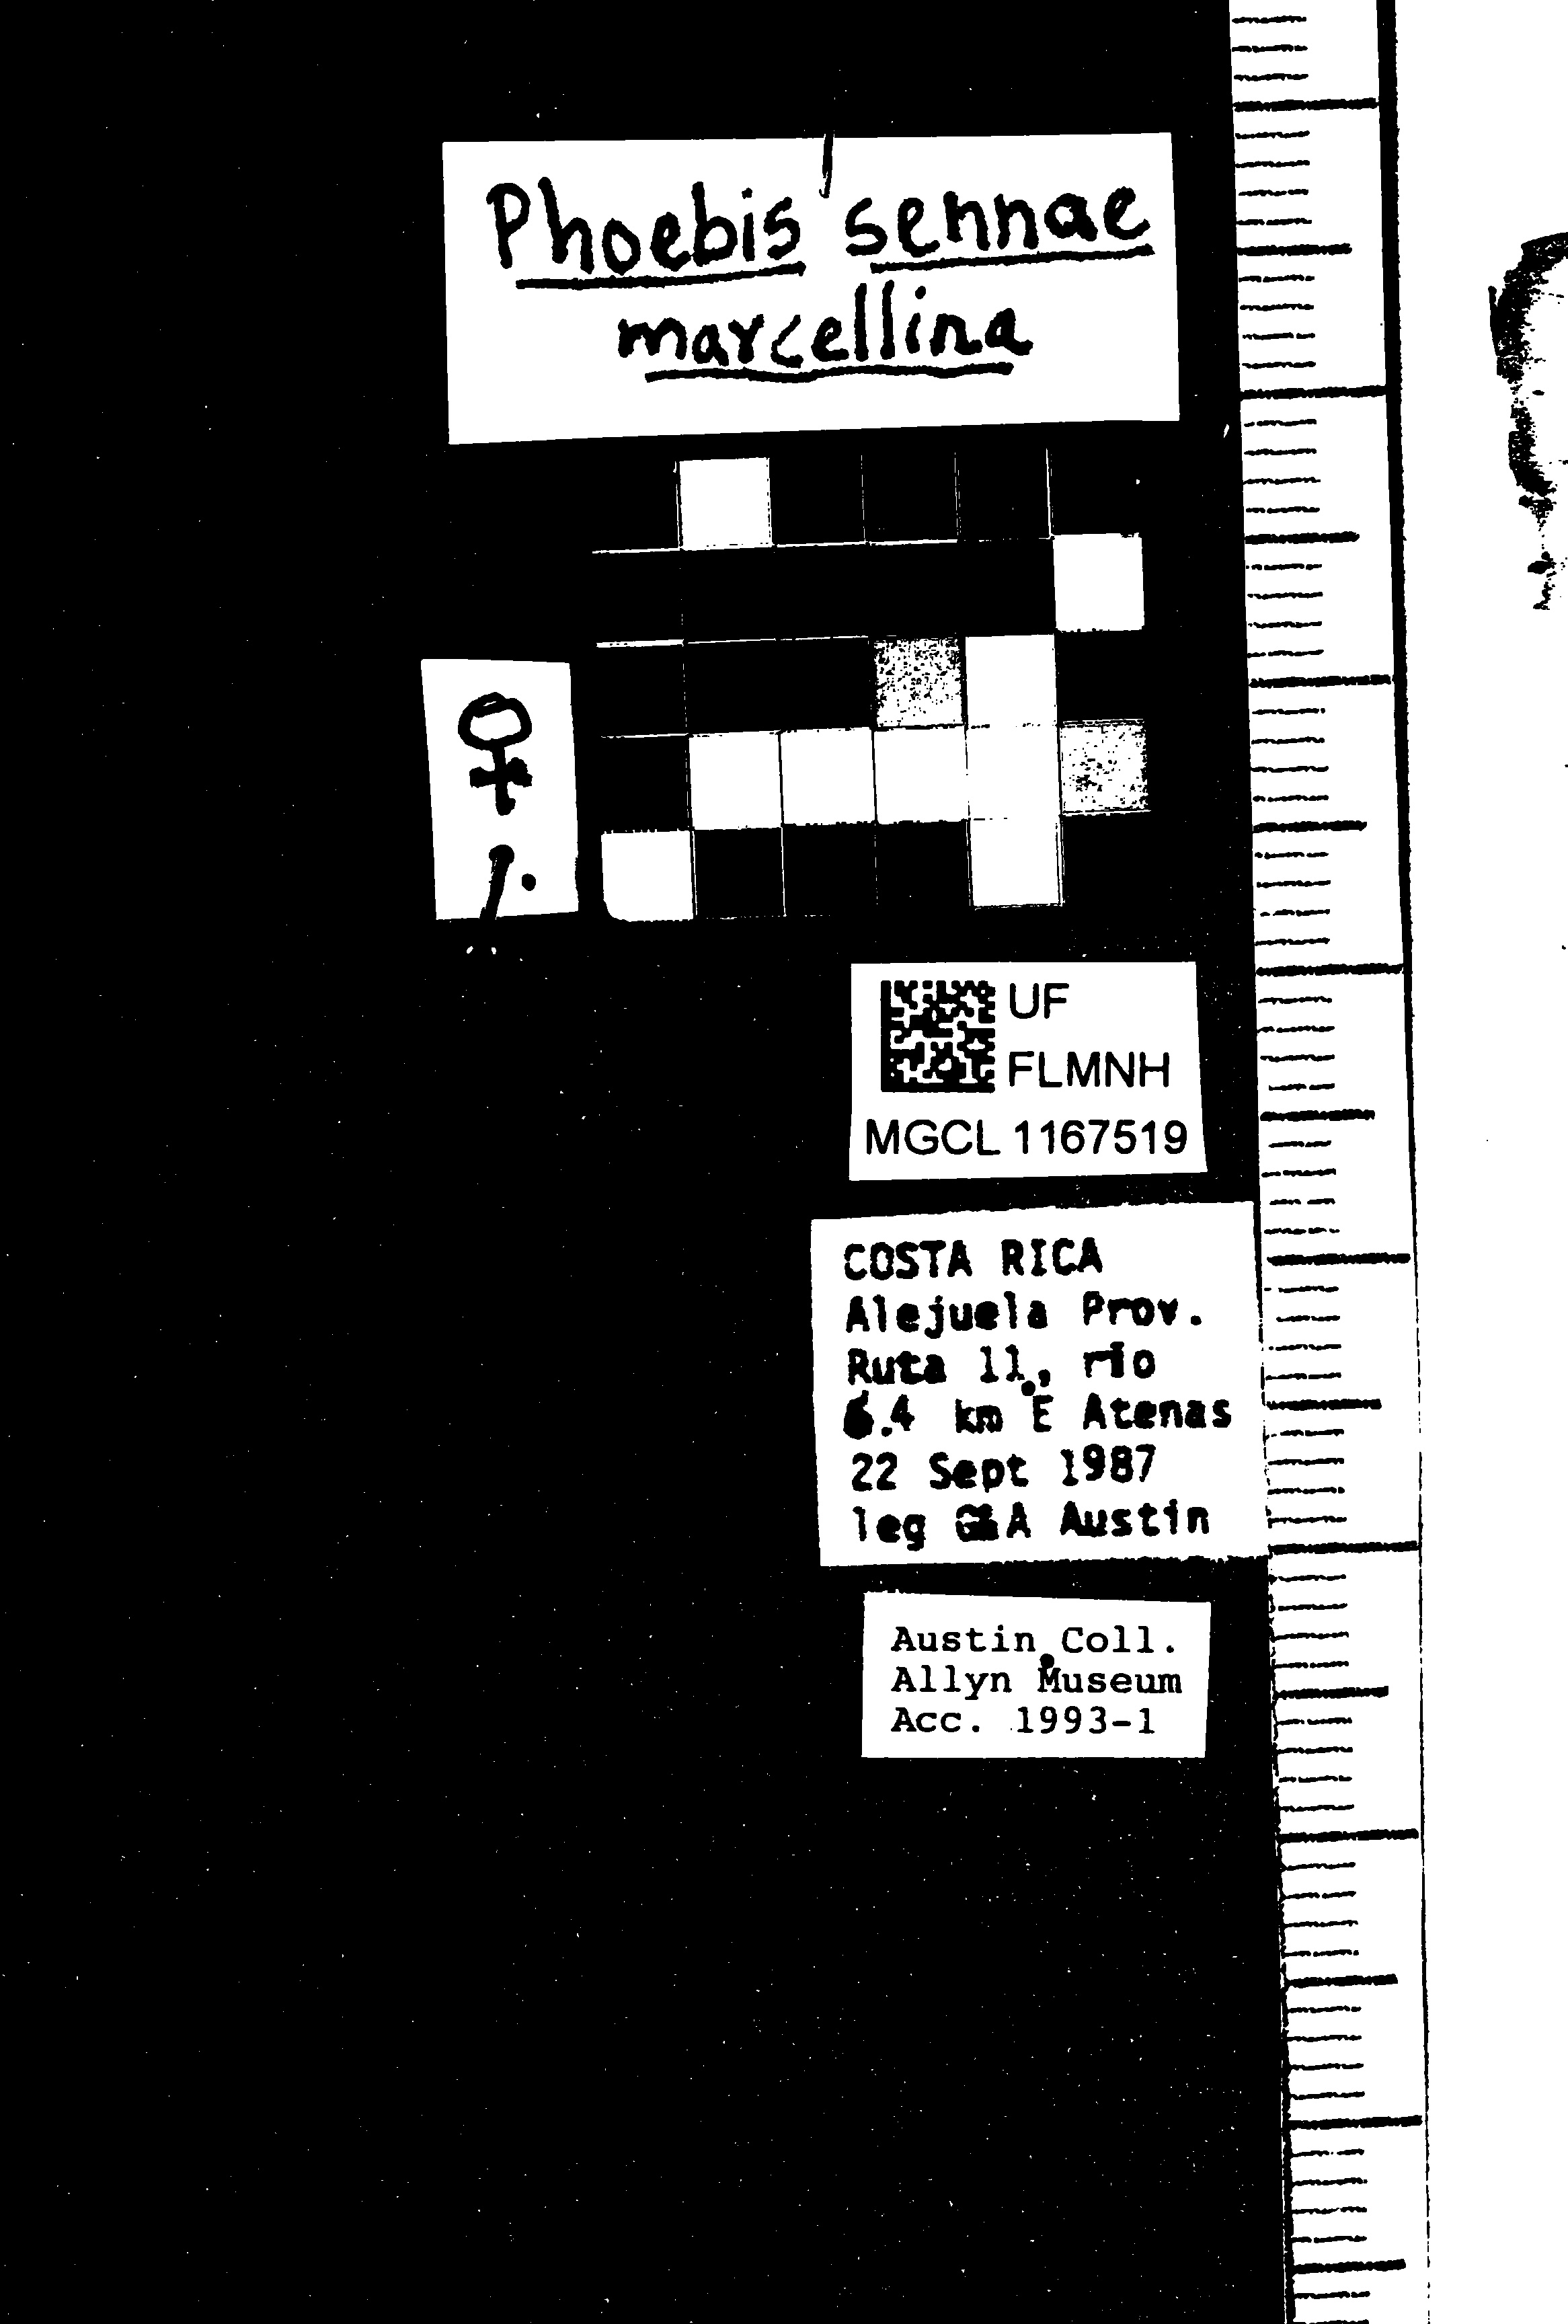 Phoebis sennae
marcellina
♀
UF
FLMNH
MGCL 1167519
COSTA RICA
Alejuela Prov.
Ruta 11, rio
6.4 km E Atenas
22 Sept 1987
leg G&A Austin
Austin Coll.
Allyn Museum
Acc. 1993-1